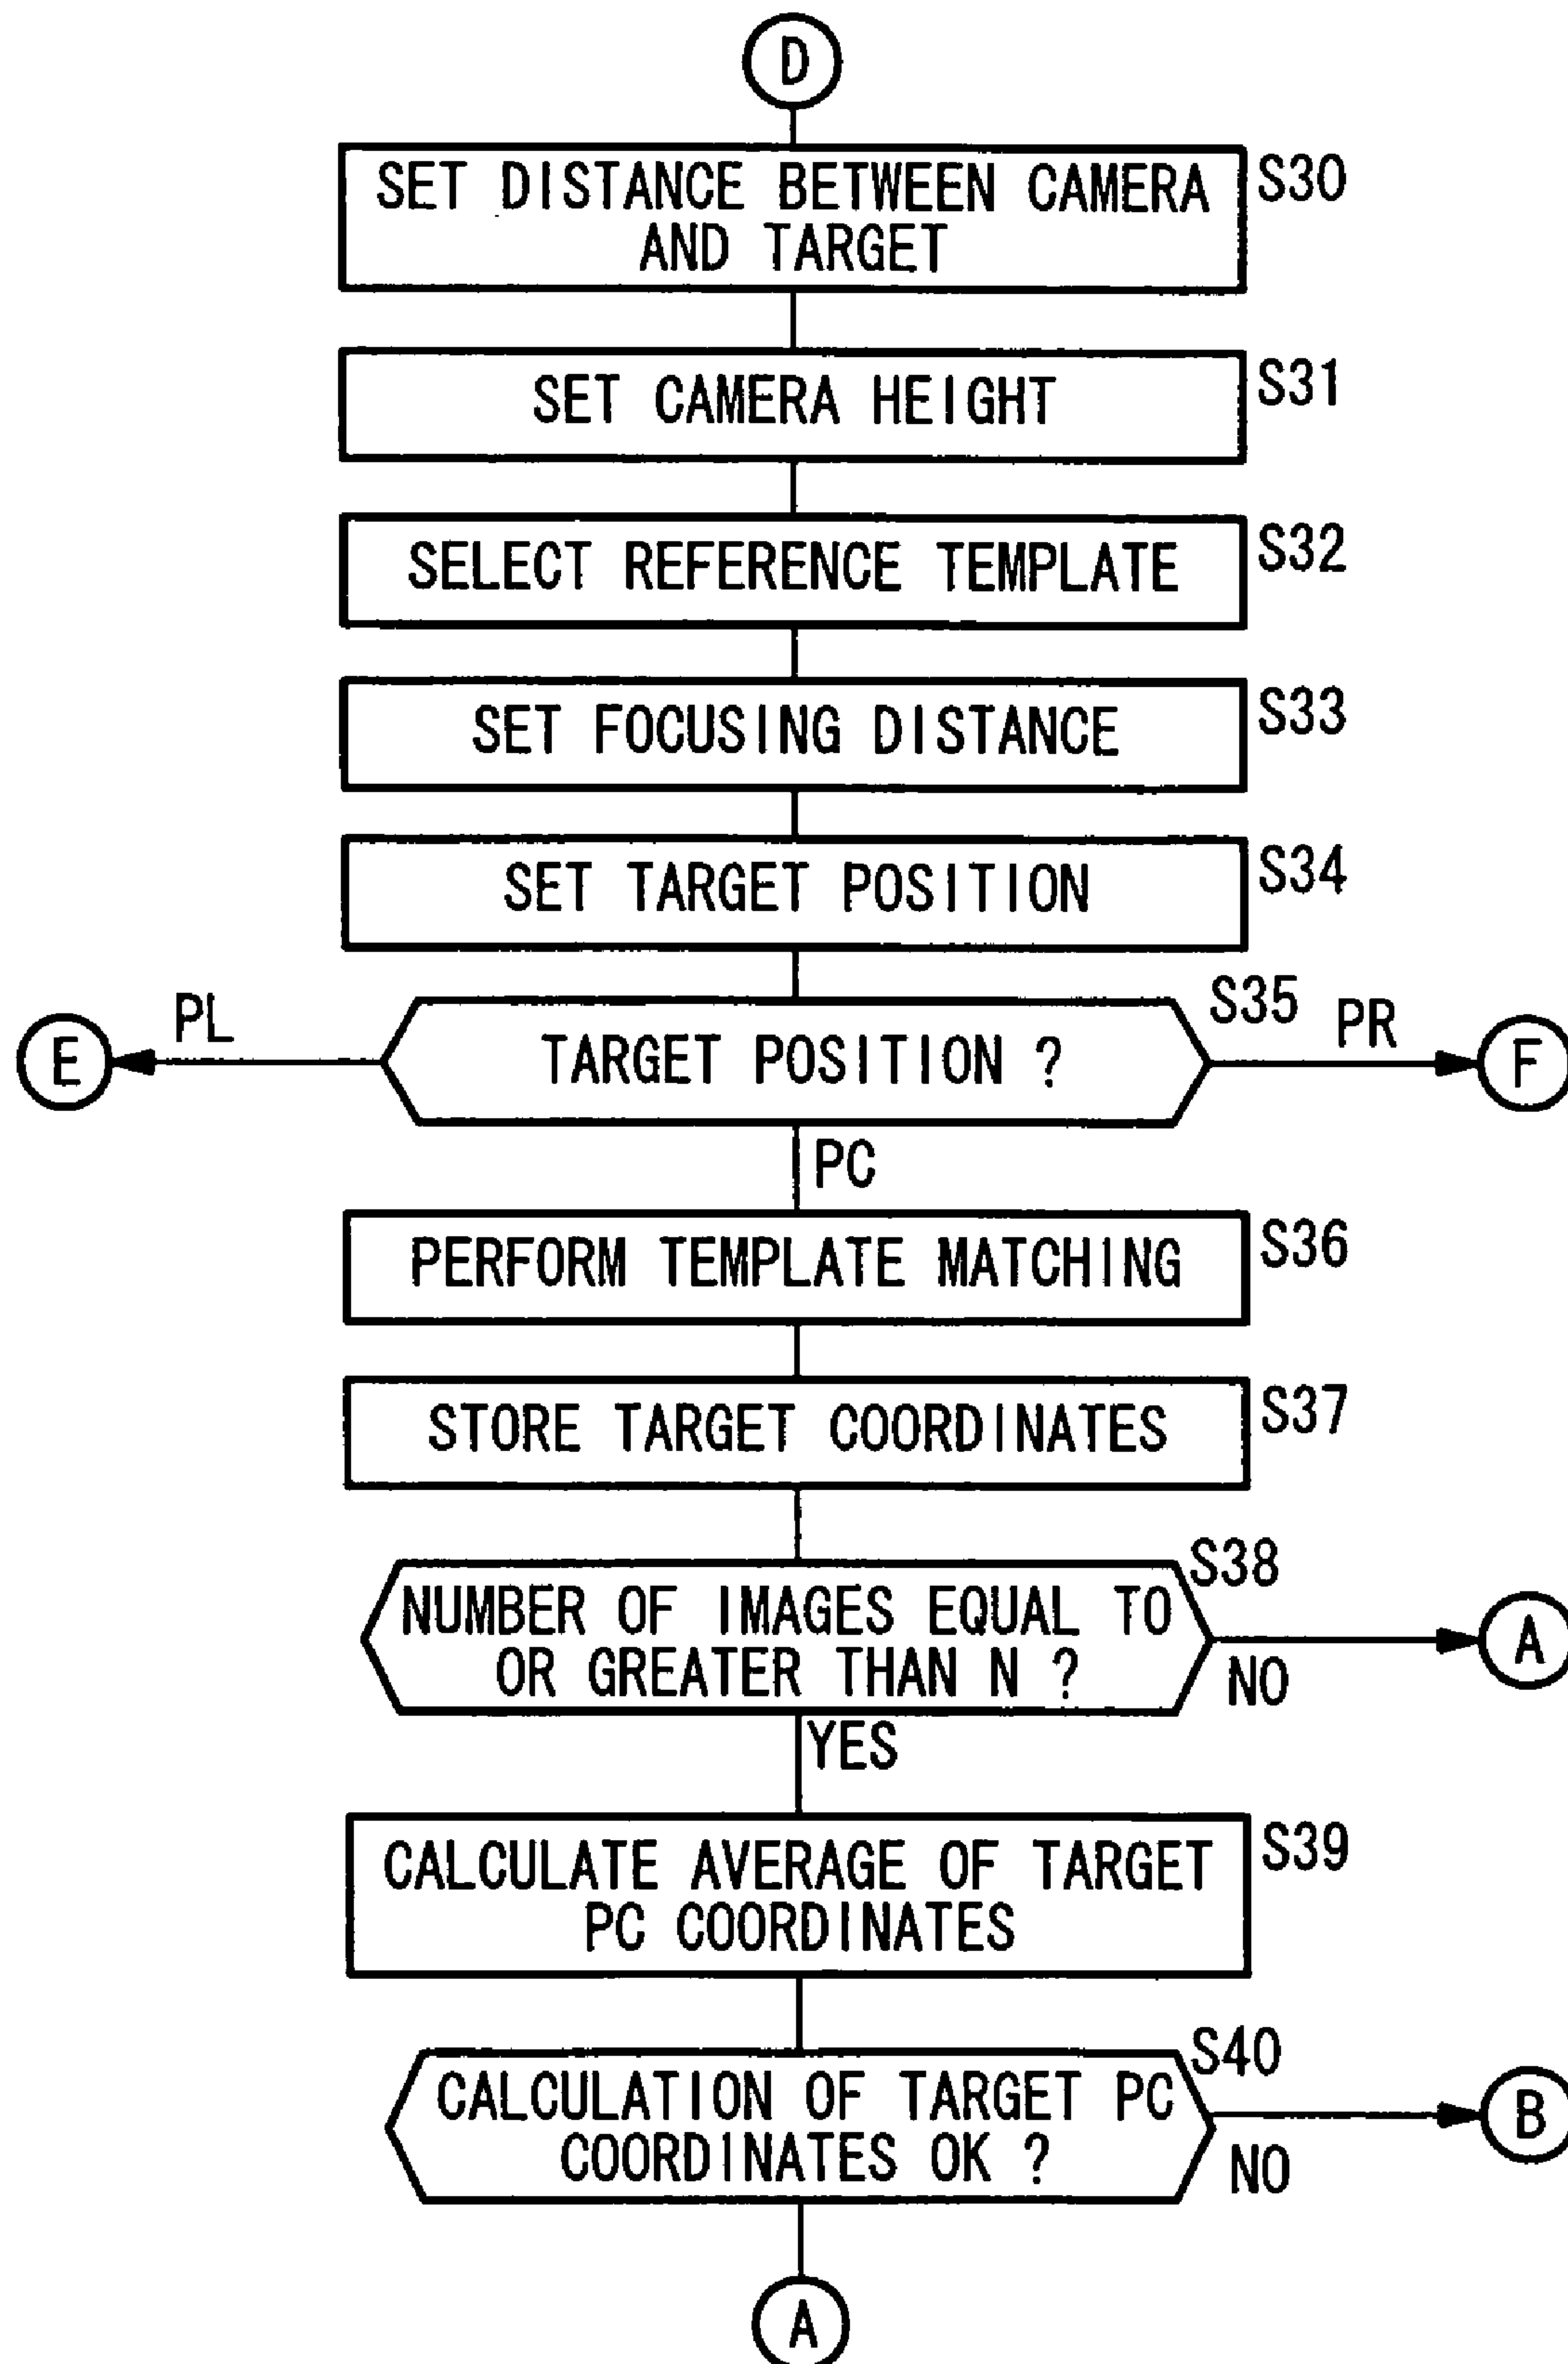 D
SET DISTANCE BETWEEN CAMERA
AND TARGET
S30
SET CAMERA HEIGHT
S31
SELECT REFERENCE TEMPLATE
S32
SET FOCUSING DISTANCE
S33
SET TARGET POSITION
S34
E
PL
TARGET POSITION ?
S35
PR
F
PC
PERFORM TEMPLATE MATCHING
S36
STORE TARGET COORDINATES
S37
NUMBER OF IMAGES EQUAL TO
OR GREATER THAN N ?
S38
NO
A
YES
CALCULATE AVERAGE OF TARGET
PC COORDINATES
S39
CALCULATION OF TARGET PC
COORDINATES OK ?
S40
NO
B
A